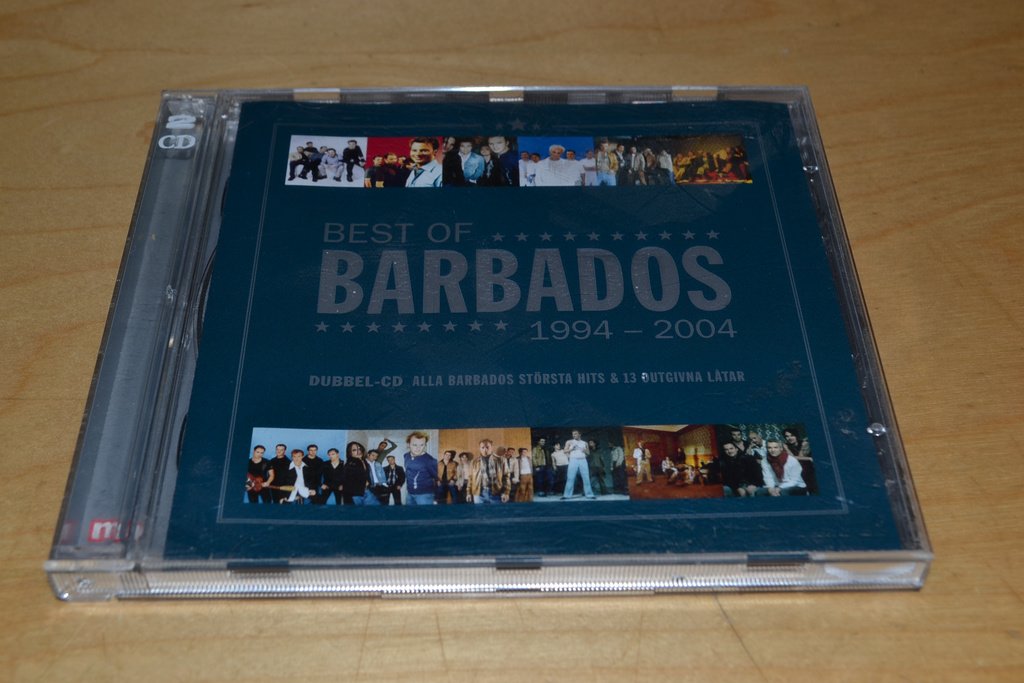 2
CD
BEST OF
BARBADOS
1994 – 2004
DUBBEL-CD ALLA BARBADOS STÖRSTA HITS & 13 OUTGIVNA LÅTAR